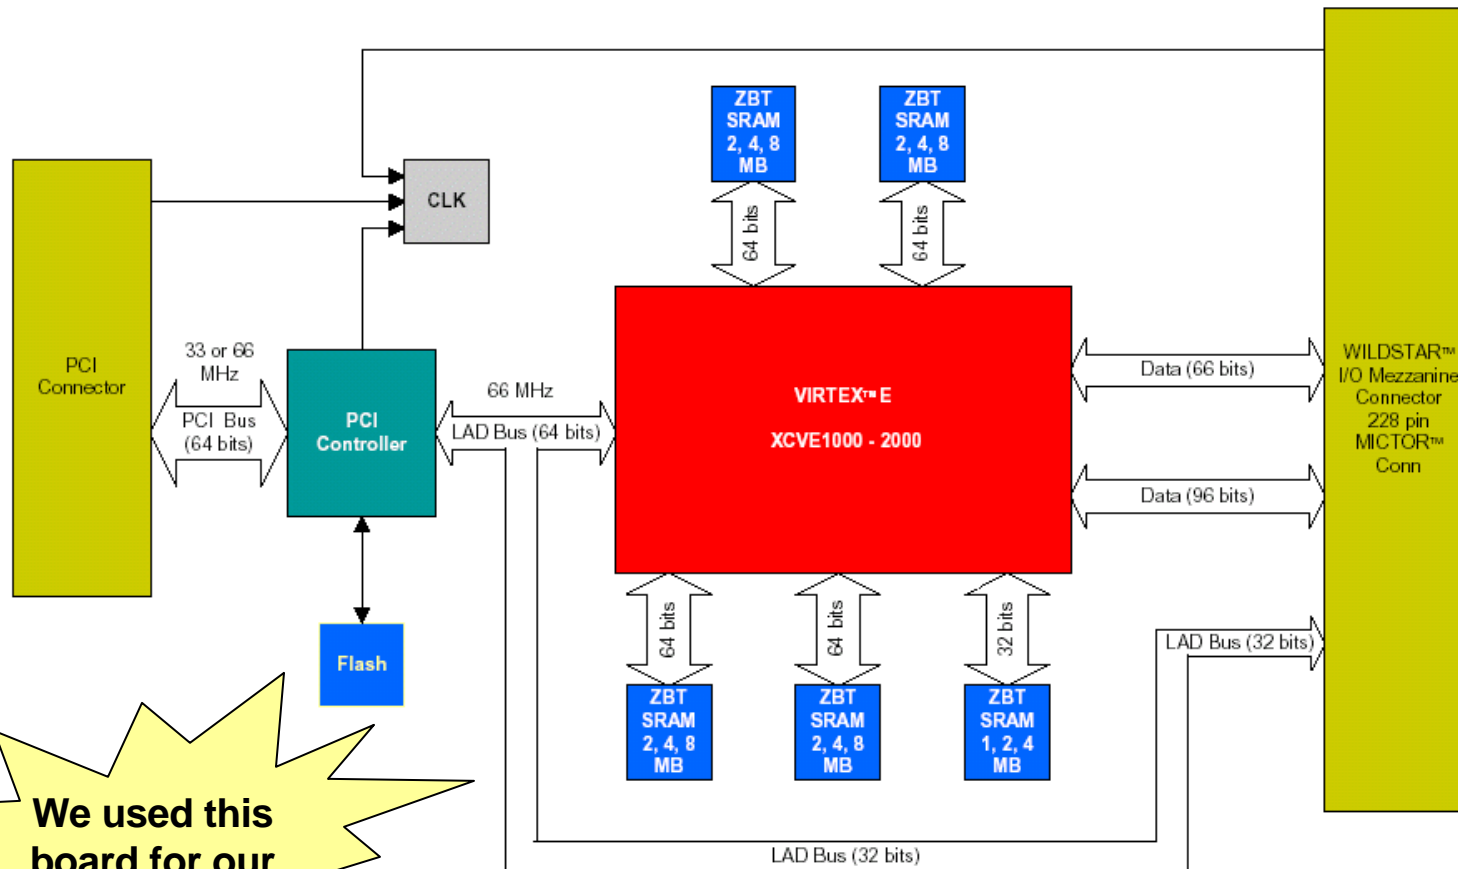 ZBT
SRAM
2, 4, 8
MB
ZBT
SRAM
2, 4, 8
MB
CLK
64 bits
64 bits
PCI
Connector
33 or 66
MHz
PCI Bus
(64 bits)
PCI
Controller
66 MHz
LAD Bus (64 bits)
VIRTEX™ E
XCVE1000 - 2000
Data (66 bits)
Data (96 bits)
WILDSTAR™
I/O Mezzanine
Connector
228 pin
MICTOR™
Conn
64 bits
64 bits
32 bits
Flash
ZBT
SRAM
2, 4, 8
MB
ZBT
SRAM
2, 4, 8
MB
ZBT
SRAM
1, 2, 4
MB
LAD Bus (32 bits)
LAD Bus (32 bits)
We used this
board for our